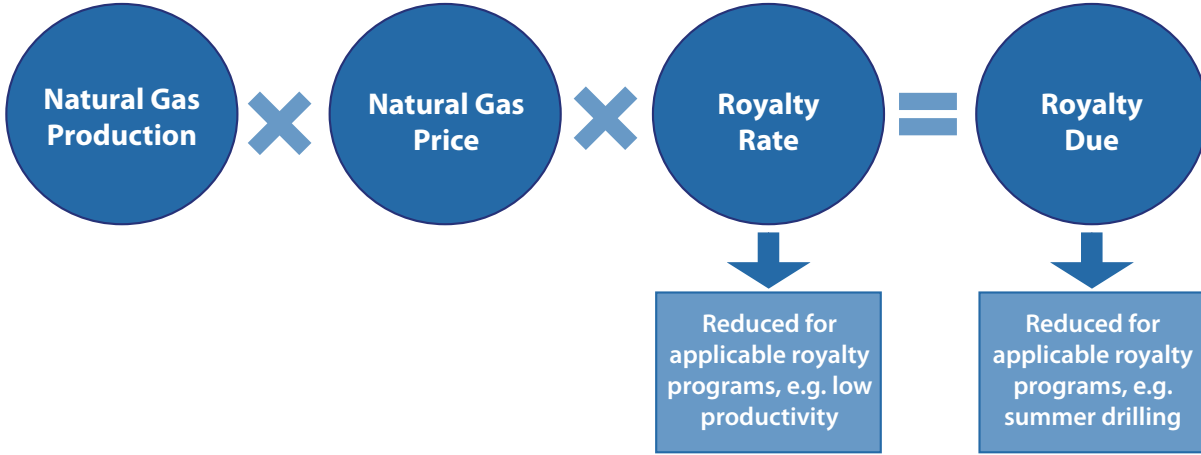 Natural Gas
Production
Natural Gas
Price
Royalty
Rate
Royalty
Due
Reduced for
applicable royalty
programs, e.g. low
productivity
Reduced for
applicable royalty
programs, e.g.
summer drilling